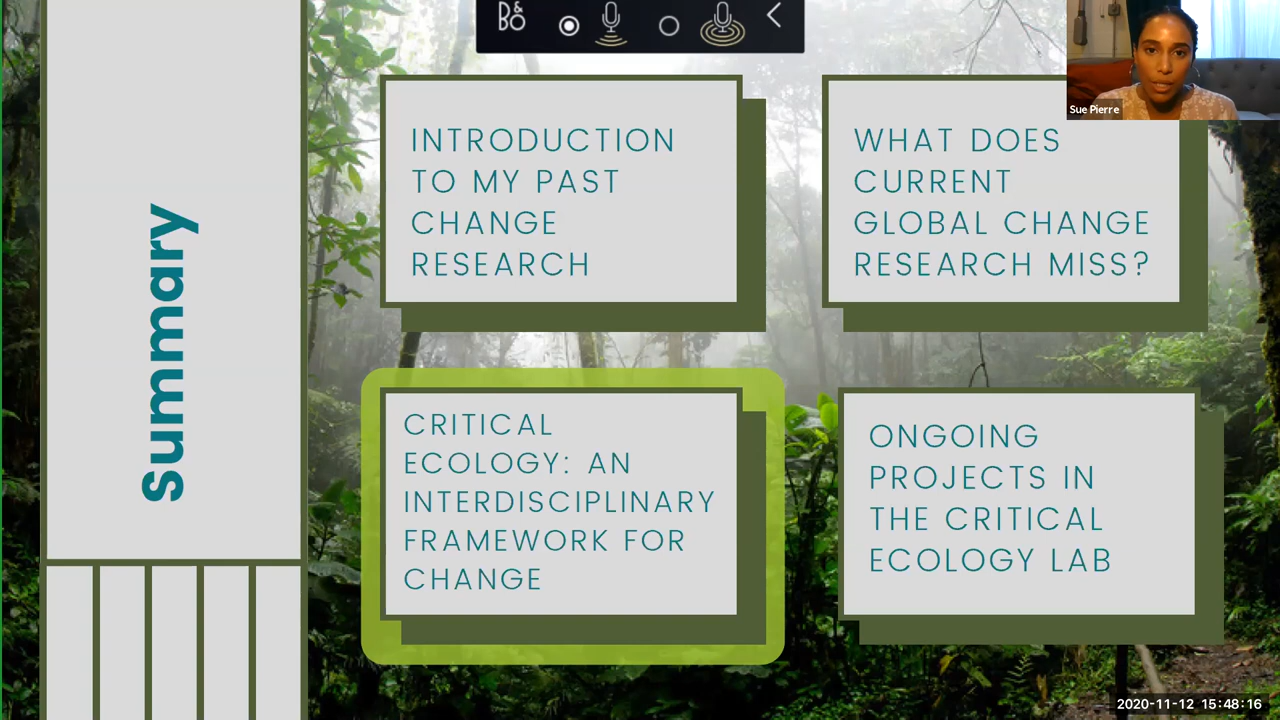 B&O
Sue Pierre
Summary
INTRODUCTION
TO MY PAST
CHANGE
RESEARCH
WHAT DOES
CURRENT
GLOBAL CHANGE
RESEARCH MISS?
CRITICAL
ECOLOGY: AN
INTERDISCIPLINARY
FRAMEWORK FOR
CHANGE
ONGOING
PROJECTS IN
THE CRITICAL
ECOLOGY LAB
2020-11-12 15:48:16